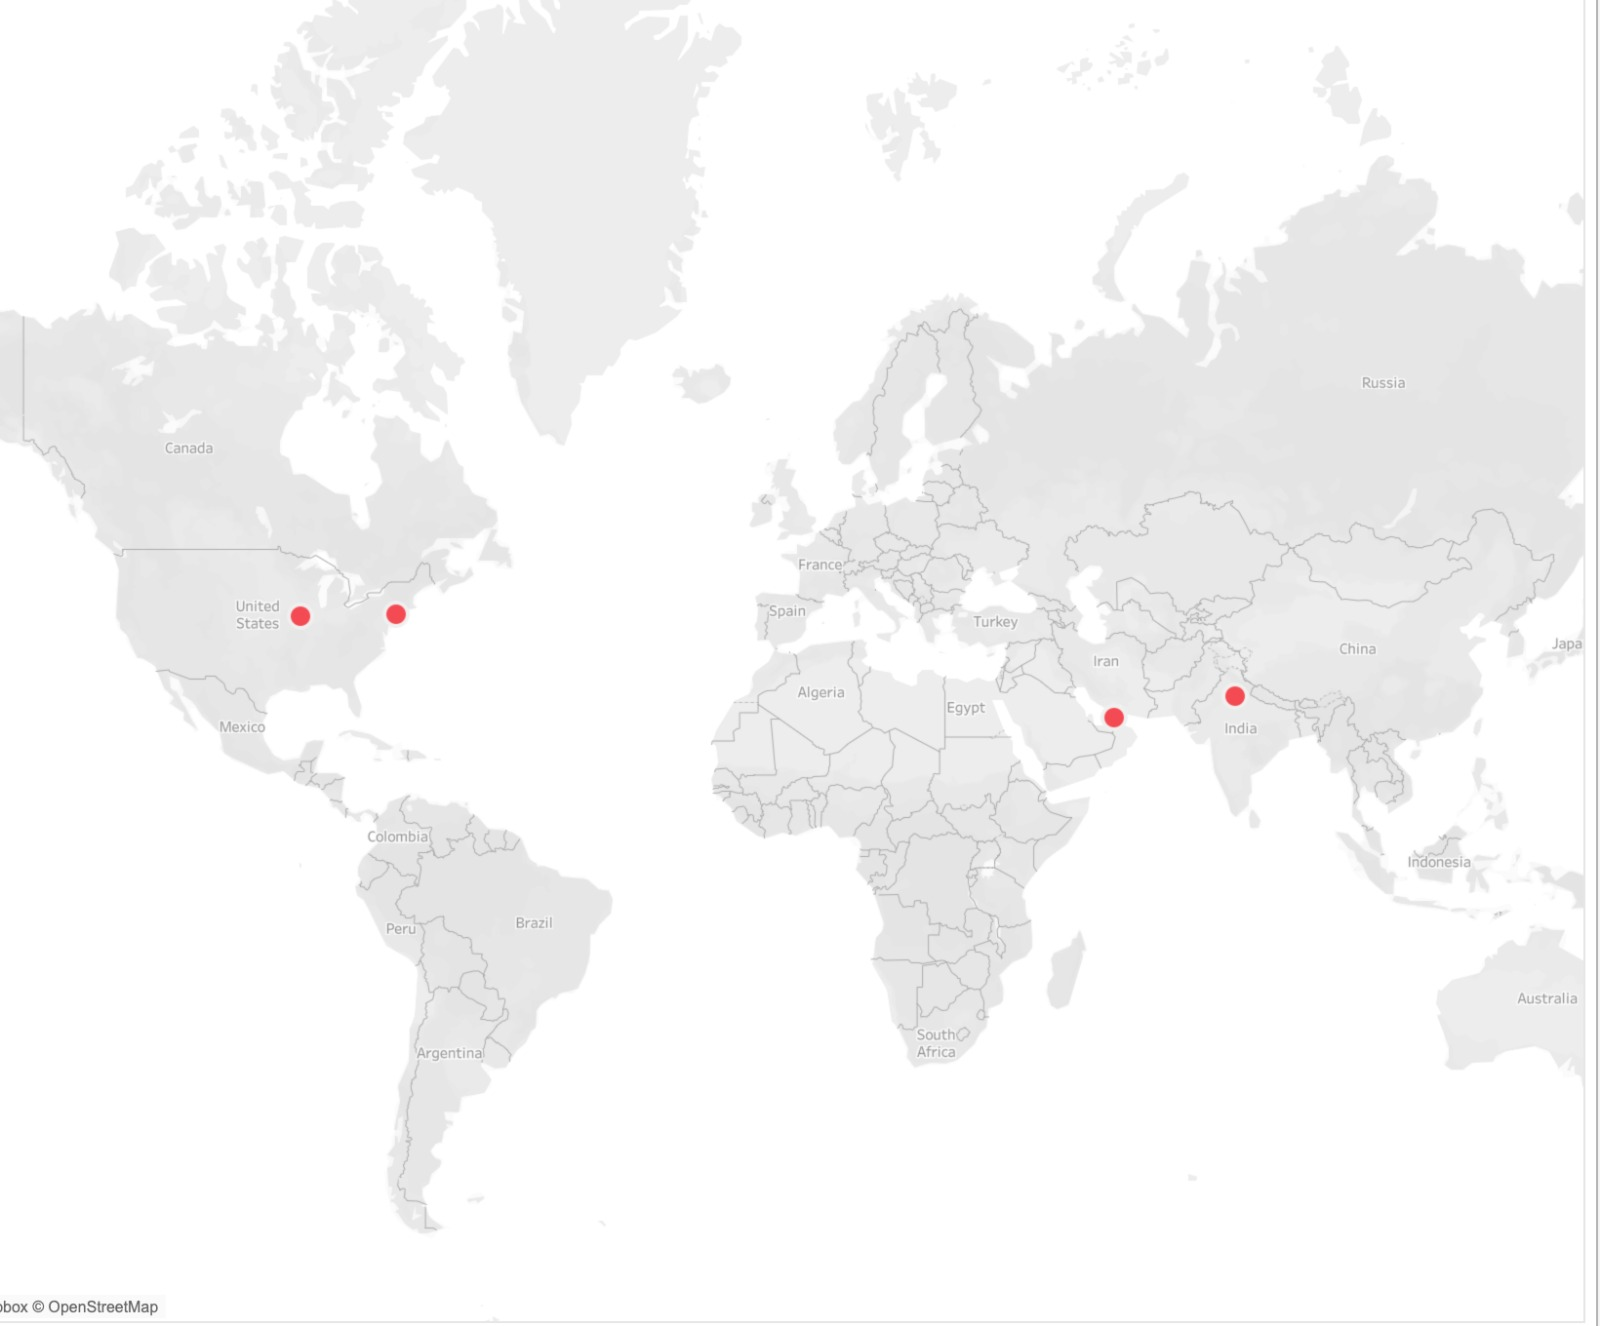 Russia
Canada
France
United
States
Spain
Turkey
Japa
China
Iran
Algeria
Egypt
Mexico
India
Colombia
Indonesia
Brazil
Peru
Australia
South
Africa
Argentina
obox © OpenStreetMap